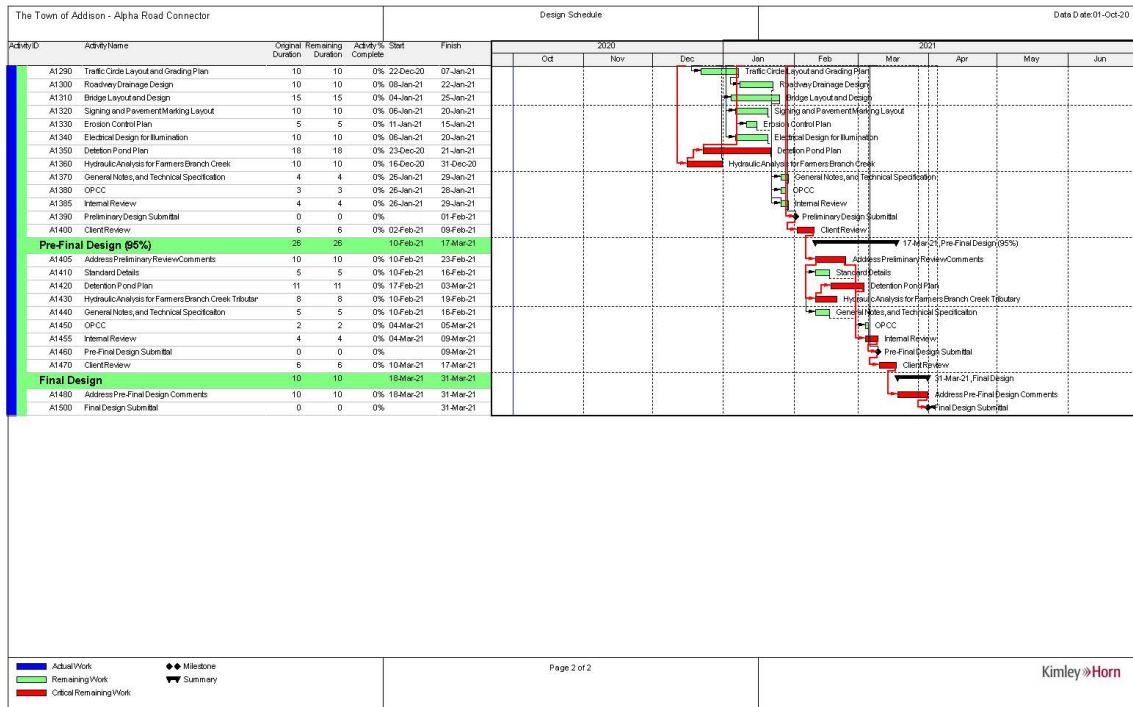 The Town of Addison - Alpha Road Connector
Design Schedule
Data Date:01-Oct-20
Activity ID Activity Name Original Duration Remaining Duration Activity % Complete Start Finish
2020 2021
Oct Nov Dec Jan Feb Mar Apr May Jun
A1290 Traffic Circle Layout and Grading Plan 10 10 0% 22-Dec-20 07-Jan-21 Traffic Circle Layout and Grading Plan
A1300 Roadway Drainage Design 10 10 0% 08-Jan-21 22-Jan-21 Roadway Drainage Design
A1310 Bridge Layout and Design 15 15 0% 04-Jan-21 25-Jan-21 Bridge Layout and Design
A1320 Signing and Pavement Marking Layout 10 10 0% 06-Jan-21 20-Jan-21 Signing and Pavement Marking Layout
A1330 Erosion Control Plan 5 5 0% 11-Jan-21 15-Jan-21 Erosion Control Plan
A1340 Electrical Design for Illumination 10 10 0% 06-Jan-21 20-Jan-21 Electrical Design for Illumination
A1350 Detetion Pond Plan 18 18 0% 23-Dec-20 21-Jan-21 Detetion Pond Plan
A1360 Hydraulic Analysis for Farmers Branch Creek 10 10 0% 16-Dec-20 31-Dec-20 Hydraulic Analysis for Farmers Branch Creek
A1370 General Notes, and Technical Specification 4 4 0% 26-Jan-21 29-Jan-21 General Notes, and Technical Specification
A1380 OPCC 3 3 0% 26-Jan-21 28-Jan-21 OPCC
A1385 Internal Review 4 4 0% 26-Jan-21 29-Jan-21 Internal Review
A1390 Preliminary Design Submittal 0 0 0% 01-Feb-21 Preliminary Design Submittal
A1400 Client Review 6 6 0% 02-Feb-21 09-Feb-21 Client Review
Pre-Final Design (95%) 26 26 10-Feb-21 17-Mar-21 17-Mar-21, Pre-Final Design (95%)
A1405 Address Preliminary Review Comments 10 10 0% 10-Feb-21 23-Feb-21 Address Preliminary Review Comments
A1410 Standard Details 5 5 0% 10-Feb-21 16-Feb-21 Standard Details
A1420 Detention Pond Plan 11 11 0% 17-Feb-21 03-Mar-21 Detention Pond Plan
A1430 Hydraulic Analysis for Farmers Branch Creek Tributar 8 8 0% 10-Feb-21 19-Feb-21 Hydraulic Analysis for Farmers Branch Creek Tributary
A1440 General Notes, and Technical Specificaiton 5 5 0% 10-Feb-21 16-Feb-21 General Notes, and Technical Specificaiton
A1450 OPCC 2 2 0% 04-Mar-21 05-Mar-21 OPCC
A1455 Internal Review 4 4 0% 04-Mar-21 09-Mar-21 Internal Review
A1460 Pre-Final Design Submittal 0 0 0% 09-Mar-21 Pre-Final Design Submittal
A1470 Client Review 6 6 0% 10-Mar-21 17-Mar-21 Client Review
Final Design 10 10 18-Mar-21 31-Mar-21 31-Mar-21, Final Design
A1480 Address Pre-Final Design Comments 10 10 0% 18-Mar-21 31-Mar-21 Address Pre-Final Design Comments
A1500 Final Design Submittal 0 0 0% 31-Mar-21 Final Design Submittal
Actual Work Milestone
Remaining Work Summary
Critical Remaining Work
Page 2 of 2
Kimley»Horn